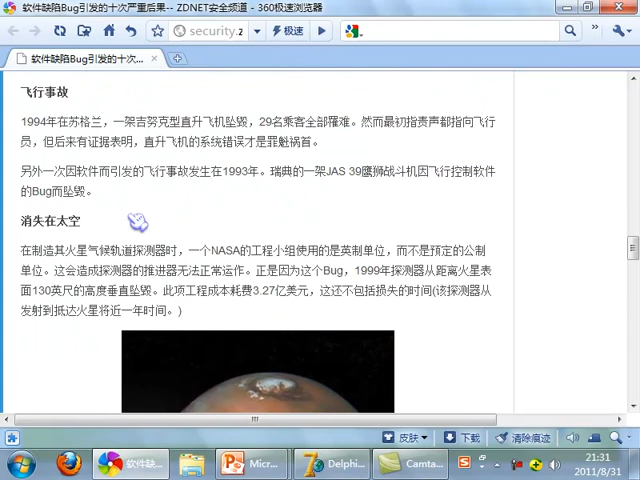 软件缺陷Bug引发的十次严重后果-- ZDNET安全频道 - 360极速浏览器
security.z
极速
软件缺陷Bug引发的十次...
飞行事故
1994年在苏格兰，一架吉努克型直升飞机坠毁，29名乘客全部罹难。然而最初指责声都指向飞行
员，但后来有证据表明，直升飞机的系统错误才是罪魁祸首。
另外一次因软件而引发的飞行事故发生在1993年。瑞典的一架JAS 39鹰狮战斗机因飞行控制软件
的Bug而坠毁。
消失在太空
在制造其火星气候轨道探测器时，一个NASA的工程小组使用的是英制单位，而不是预定的公制
单位。这会造成探测器的推进器无法正常运作。正是因为这个Bug，1999年探测器从距离火星表
面130英尺的高度垂直坠毁。此项工程成本耗费3.27亿美元，这还不包括损失的时间(该探测器从
发射到抵达火星将近一年时间。)
皮肤 下载 清除痕迹
软件缺... Micr... Delphi... Camta...
21:31
2011/8/31